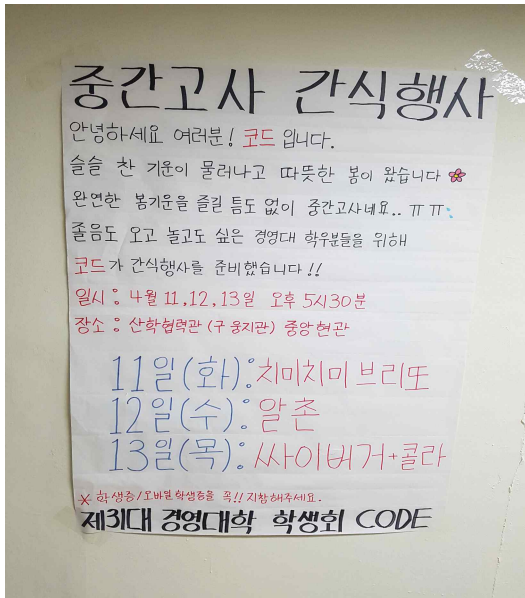 중간고사 간식행사
안녕하세요 여러분! 코드 입니다.
슬슬 찬 기운이 물러나고 따뜻한 봄이 왔습니다
완연한 봄기운을 즐길 틈도 없이 중간고사네요.. ㅠㅠ
졸음도 오고 놀고도 싶은 경영대 학우분들을 위해
코드가 간식행사를 준비했습니다!!
일시 : 4월 11,12,13일 오후 5시30분
장소 : 산학협력관 (구 웅지관) 중앙현관
11일(화): 치미치미 브리또
12일(수): 알촌
13일(목): 싸이버거+콜라
* 학생증/모바일 학생증을 꼭!! 지참해주세요.
제31대 경영대학 학생회 CODE